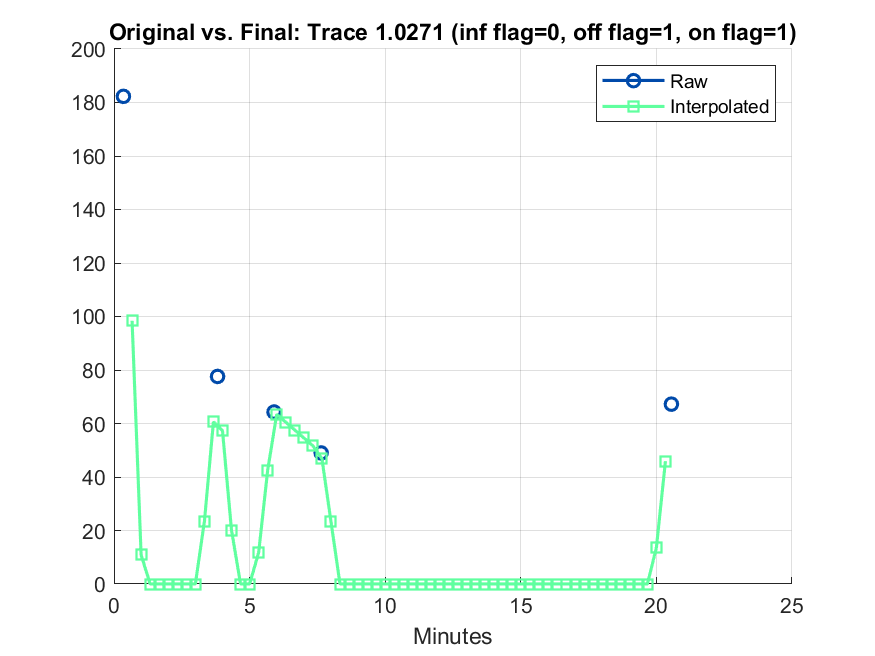 Original vs. Final: Trace 1.0271 (inf flag=0, off flag=1, on flag=1)
200
180
160
140
120
100
80
60
40
20
0
Raw
Interpolated
0 5 10 15 20 25
Minutes